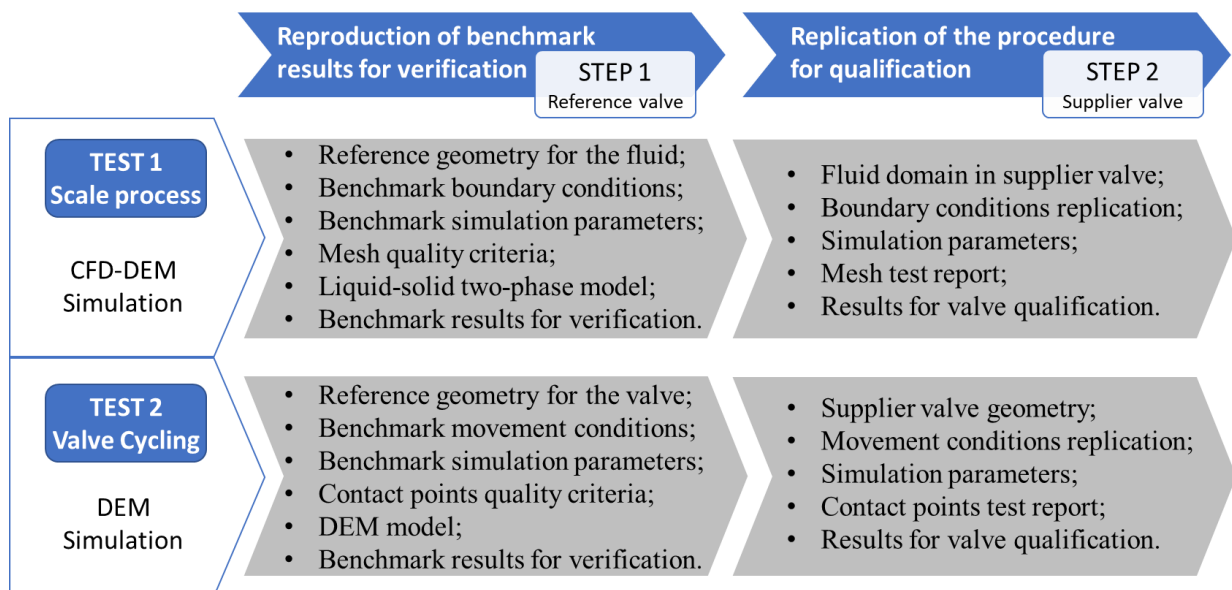 Reproduction of benchmark
results for verification
STEP 1
Reference valve
Replication of the procedure
for qualification
STEP 2
Supplier valve
TEST 1
Scale process
CFD-DEM
Simulation
• Reference geometry for the fluid;
• Benchmark boundary conditions;
• Benchmark simulation parameters;
• Mesh quality criteria;
• Liquid-solid two-phase model;
• Benchmark results for verification.
• Fluid domain in supplier valve;
• Boundary conditions replication;
• Simulation parameters;
• Mesh test report;
• Results for valve qualification.
TEST 2
Valve Cycling
DEM
Simulation
• Reference geometry for the valve;
• Benchmark movement conditions;
• Benchmark simulation parameters;
• Contact points quality criteria;
• DEM model;
• Benchmark results for verification.
• Supplier valve geometry;
• Movement conditions replication;
• Simulation parameters;
• Contact points test report;
• Results for valve qualification.